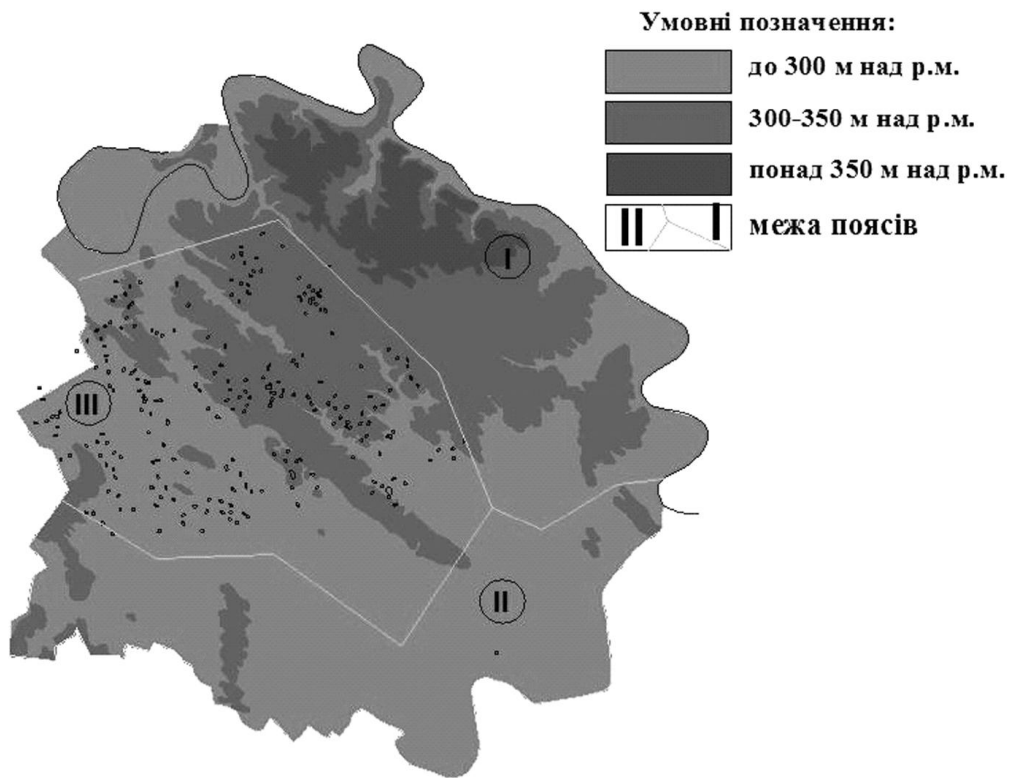 Умовні позначення:
до 300 м над р.м.
300-350 м над р.м.
понад 350 м над р.м.
II I межа поясів
I
III
II